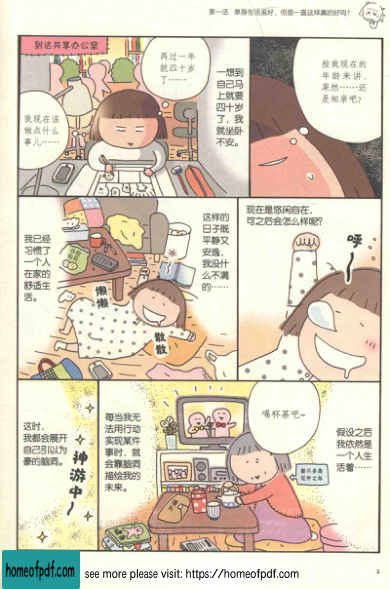 第一话 单身生活虽好，但是一直这样真的好吗？
到达共享办公室
再过一年
就四十岁
了……
我现在该
做点什么
事儿……
一想到
自己马
上就要
四十岁
了，我
就坐卧
不安。
按我现在的
年龄来讲，
果然……还
是相亲吧？
我已经
习惯了
一个人
在家的
舒适生
活。
懒懒
散散
这样的
日子既
平静又
安逸，
我没什
么不满
的……
现在是悠闲自在，
可之后会怎么样呢？
呼～
这时，
我都会展开
自己引以为
豪的脑洞。
神游中～
每当我无
法用行动
实现某件
事时，就
会靠脑洞
描绘我的
未来。
喝杯茶吧~
差不多是
花甲之年
假设之后
我依然是
一个人生
活着……
3
homeofpdf.com
see more please visit: https://homeofpdf.com